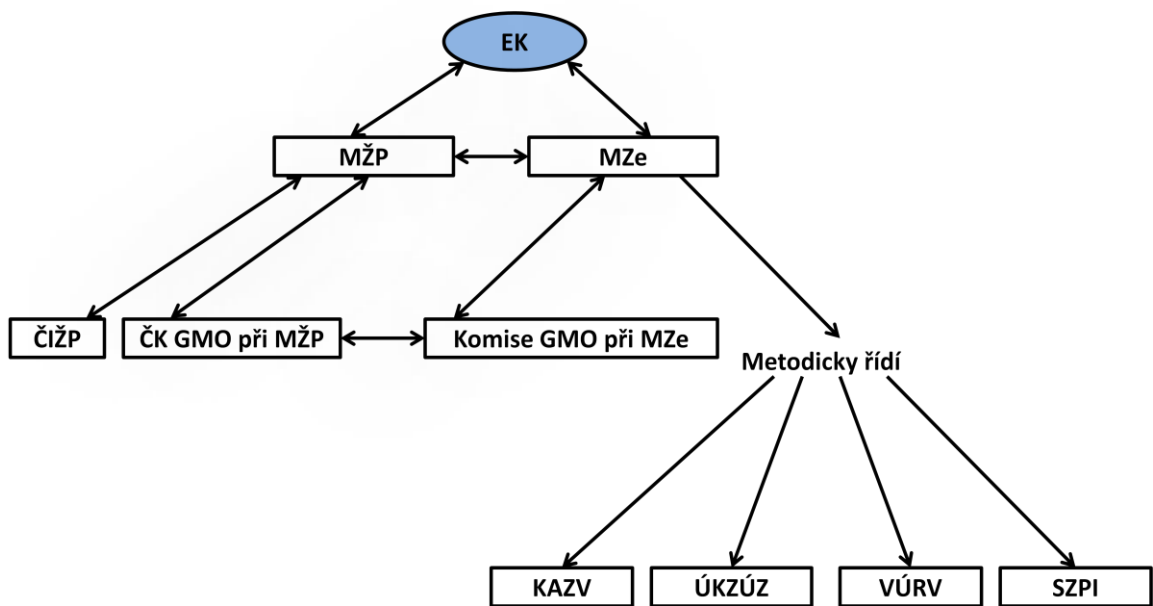 EK
MŽP
MZe
ČIŽP
ČK GMO při MŽP
Komise GMO při MZe
Metodicky řídí
KAZV
ÚKZÚZ
VÚRV
SZPI